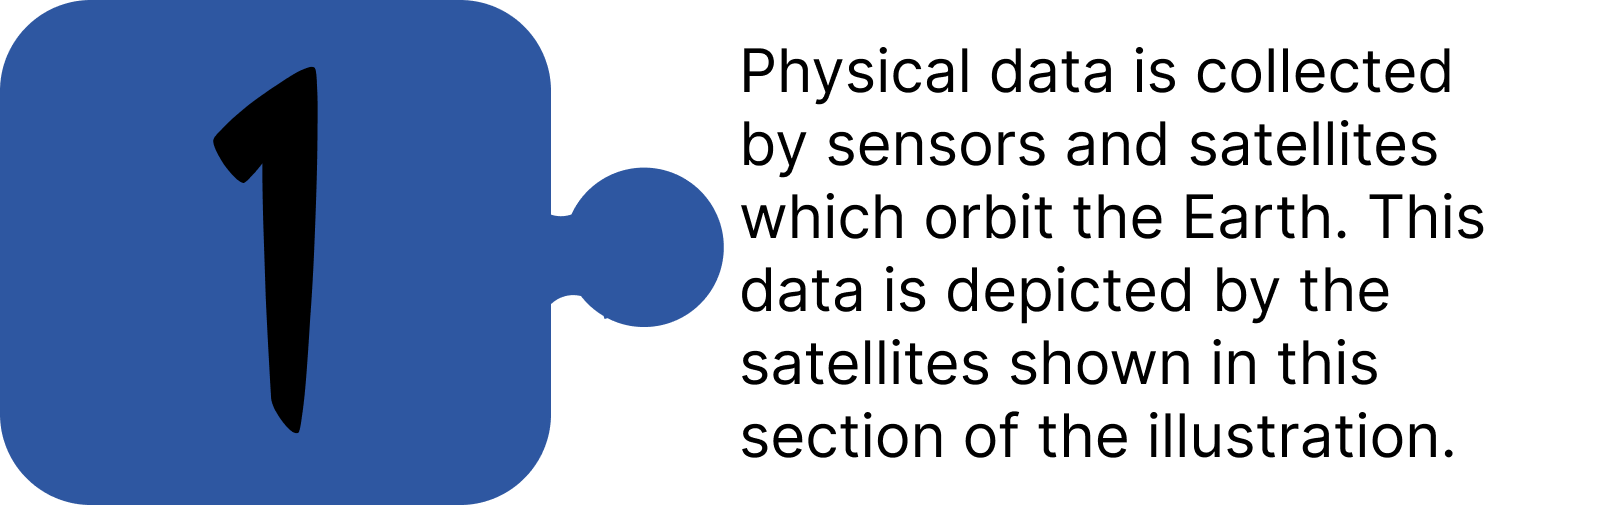 1
Physical data is collected
by sensors and satellites
which orbit the Earth. This
data is depicted by the
satellites shown in this
section of the illustration.